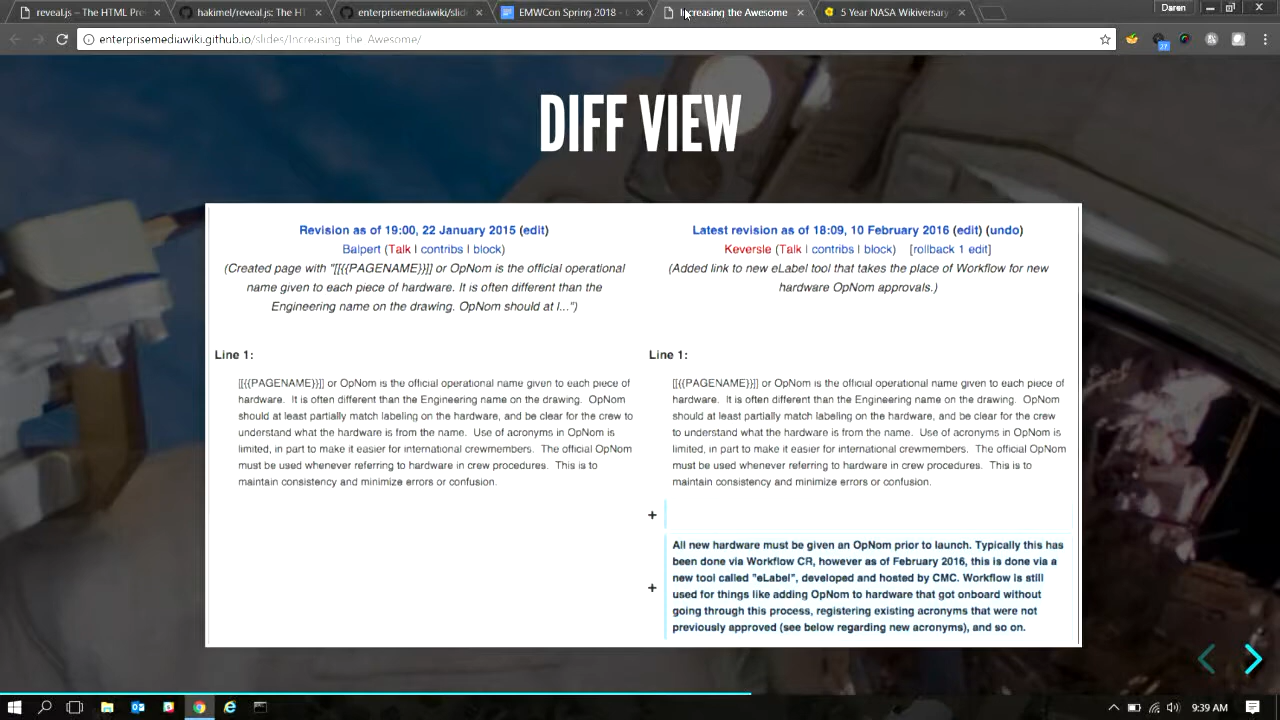 reveal.js – The HTML Pre
hakimel/reveal.js: The HT
enterprisemediawiki/slid
EMWCon Spring 2018 -
Increasing the Awesome
5 Year NASA Wikiversary
Daren
enterprisemediawiki.github.io/slides/Increasing_the_Awesome/
27
DIFF VIEW
Revision as of 19:00, 22 January 2015 (edit)
Balpert (Talk | contribs | block)
(Created page with "[[{{PAGENAME}}]] or OpNom is the official operational
name given to each piece of hardware. It is often different than the
Engineering name on the drawing. OpNom should at l...")
Latest revision as of 18:09, 10 February 2016 (edit) (undo)
Keversle (Talk | contribs | block) [rollback 1 edit]
(Added link to new eLabel tool that takes the place of Workflow for new
hardware OpNom approvals.)
Line 1:
[[{{PAGENAME}}]] or OpNom is the official operational name given to each piece of
hardware. It is often different than the Engineering name on the drawing. OpNom
should at least partially match labeling on the hardware, and be clear for the crew to
understand what the hardware is from the name. Use of acronyms in OpNom is
limited, in part to make it easier for international crewmembers. The official OpNom
must be used whenever referring to hardware in crew procedures. This is to
maintain consistency and minimize errors or confusion.
Line 1:
[[{{PAGENAME}}]] or OpNom is the official operational name given to each piece of
hardware. It is often different than the Engineering name on the drawing. OpNom
should at least partially match labeling on the hardware, and be clear for the crew
to understand what the hardware is from the name. Use of acronyms in OpNom is
limited, in part to make it easier for international crewmembers. The official OpNom
must be used whenever referring to hardware in crew procedures. This is to
maintain consistency and minimize errors or confusion.
+
+
All new hardware must be given an OpNom prior to launch. Typically this has
been done via Workflow CR, however as of February 2016, this is done via a
new tool called "eLabel", developed and hosted by CMC. Workflow is still
used for things like adding OpNom to hardware that got onboard without
going through this process, registering existing acronyms that were not
previously approved (see below regarding new acronyms), and so on.
9:39 AM